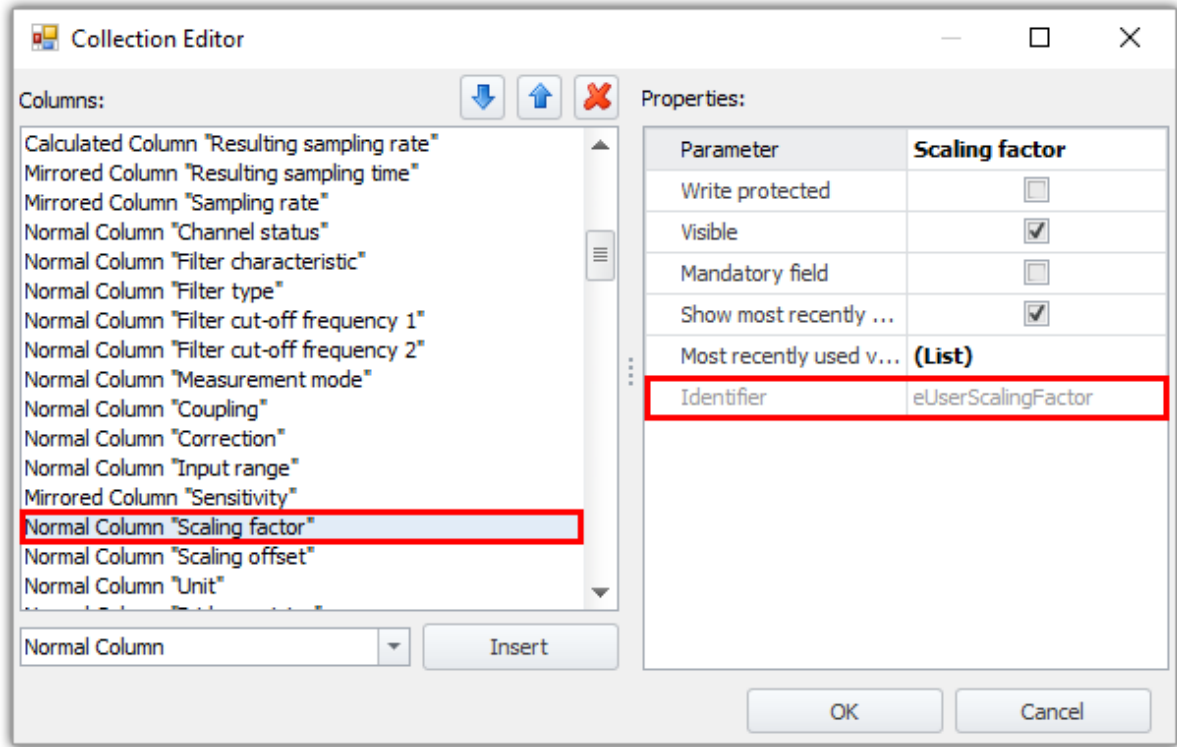 Collection Editor
Columns:
Properties:
Calculated Column "Resulting sampling rate"
Mirrored Column "Resulting sampling time"
Mirrored Column "Sampling rate"
Normal Column "Channel status"
Normal Column "Filter characteristic"
Normal Column "Filter type"
Normal Column "Filter cut-off frequency 1"
Normal Column "Filter cut-off frequency 2"
Normal Column "Measurement mode"
Normal Column "Coupling"
Normal Column "Correction"
Normal Column "Input range"
Mirrored Column "Sensitivity"
Normal Column "Scaling factor"
Normal Column "Scaling offset"
Normal Column "Unit"
Parameter Scaling factor
Write protected
Visible
Mandatory field
Show most recently ...
Most recently used v... (List)
Identifier eUserScalingFactor
Normal Column
Insert
OK Cancel